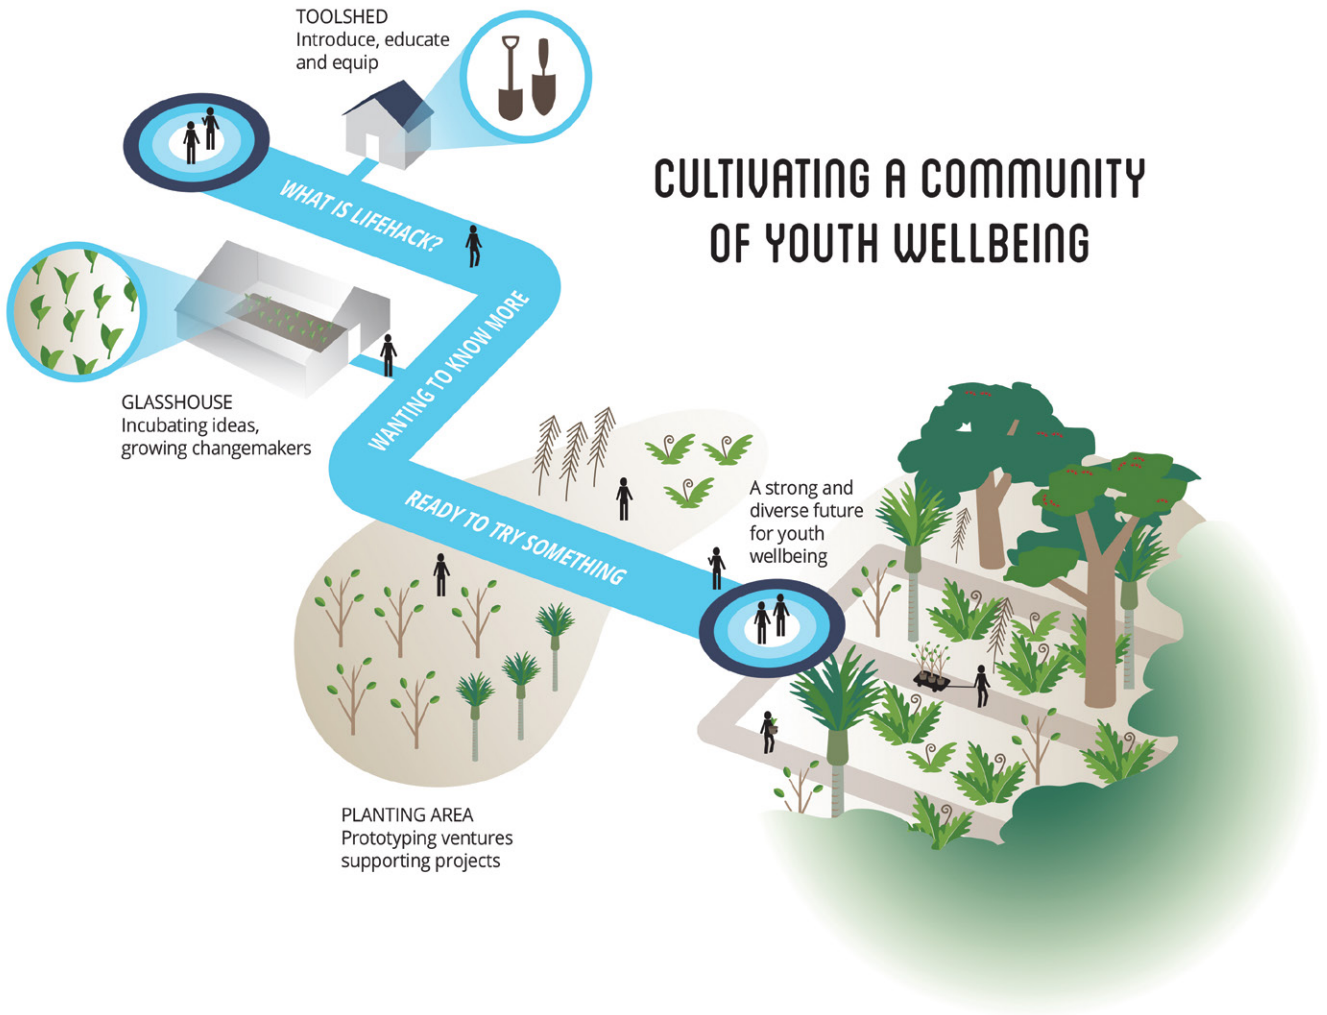 TOOLSHED
Introduce, educate
and equip
CULTIVATING A COMMUNITY
OF YOUTH WELLBEING
WHAT IS LIFEHACK?
WANTING TO KNOW MORE
GLASSHOUSE
Incubating ideas,
growing changemakers
READY TO TRY SOMETHING
A strong and
diverse future
for youth
wellbeing
PLANTING AREA
Prototyping ventures
supporting projects